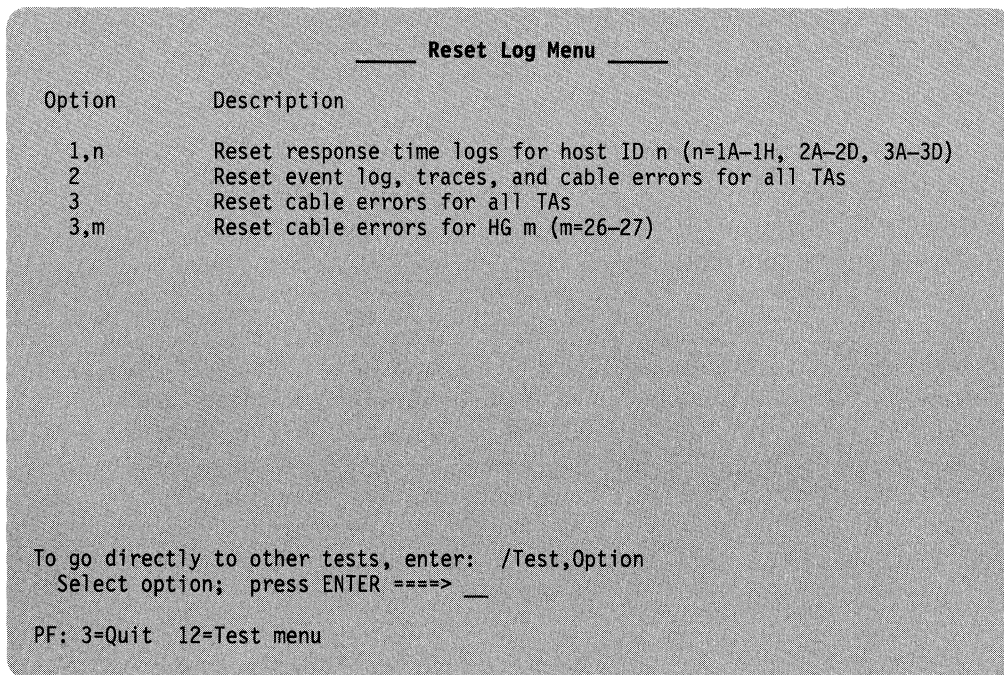 _____ Reset Log Menu _____
Option Description
1,n Reset response time logs for host ID n (n=1A—1H, 2A—2D, 3A—3D)
2 Reset event log, traces, and cable errors for all TAs
3 Reset cable errors for all TAs
3,m Reset cable errors for HG m (m=26—27)
To go directly to other tests, enter: /Test,Option
Select option; press ENTER ====> __
PF: 3=Quit 12=Test menu